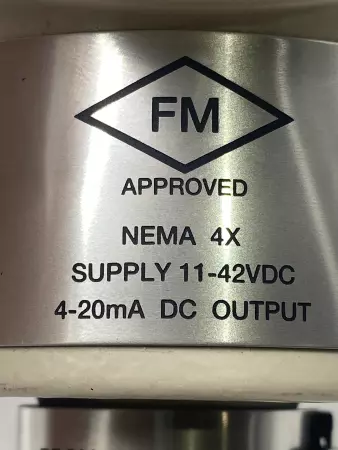 FM
APPROVED
NEMA 4X
SUPPLY 11-42VDC
4-20mA DC OUTPUT